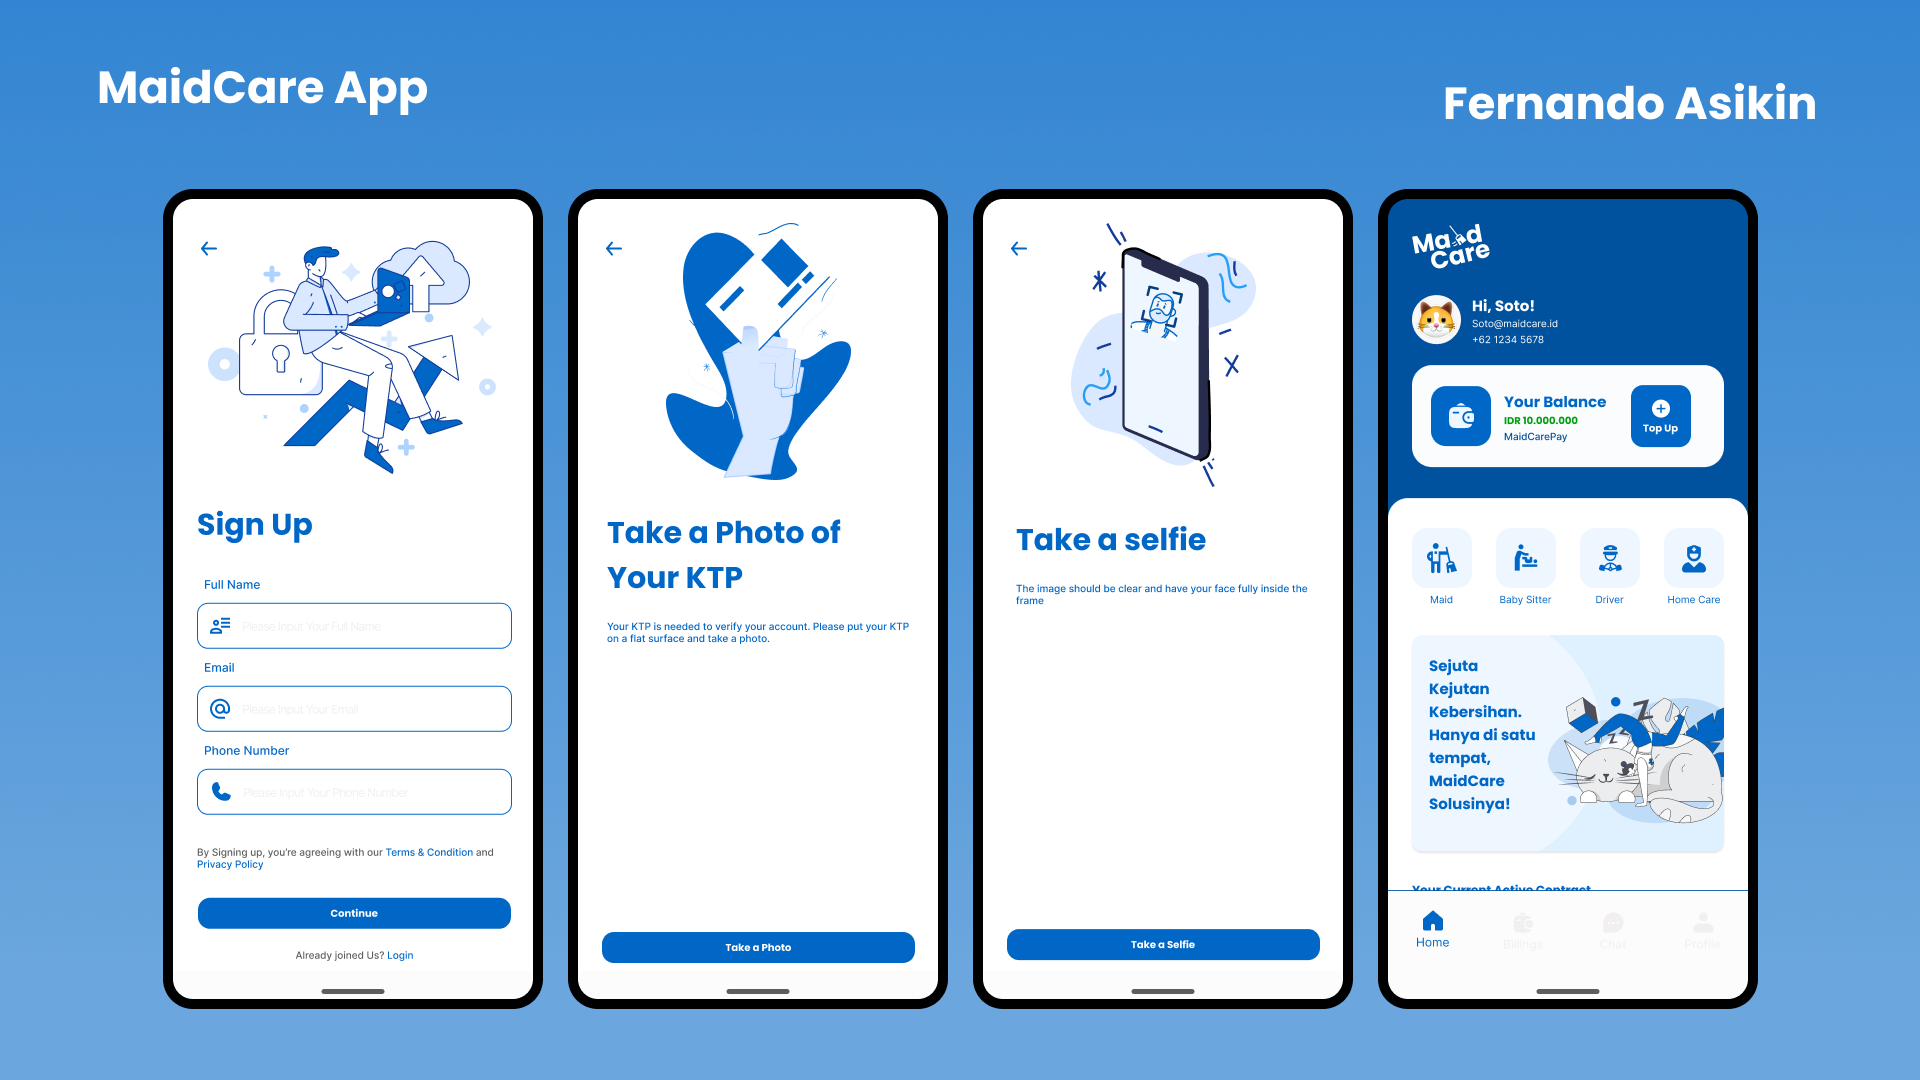 MaidCare App
Fernando Asikin
Sign Up
Full Name
Please Input Your Full Name
Email
Please Input Your Email
Phone Number
Please Input Your Phone Number
By Signing up, you're agreeing with our Terms & Condition and
Privacy Policy
Continue
Already joined Us? Login
Take a Photo of
Your KTP
Your KTP is needed to verify your account. Please put your KTP
on a flat surface and take a photo.
Take a Photo
Take a selfie
The image should be clear and have your face fully inside the
frame
Take a Selfie
Maid
Care
Hi, Soto!
Soto@maidcare.id
+62 1234 5678
Your Balance
IDR 10.000.000
MaidCarePay
Top Up
Maid
Baby Sitter
Driver
Home Care
Sejuta
Kejutan
Kebersihan.
Hanya di satu
tempat,
MaidCare
Solusinya!
Z
z z
Your Current Active Contract
Home
Billings
Chat
Profile